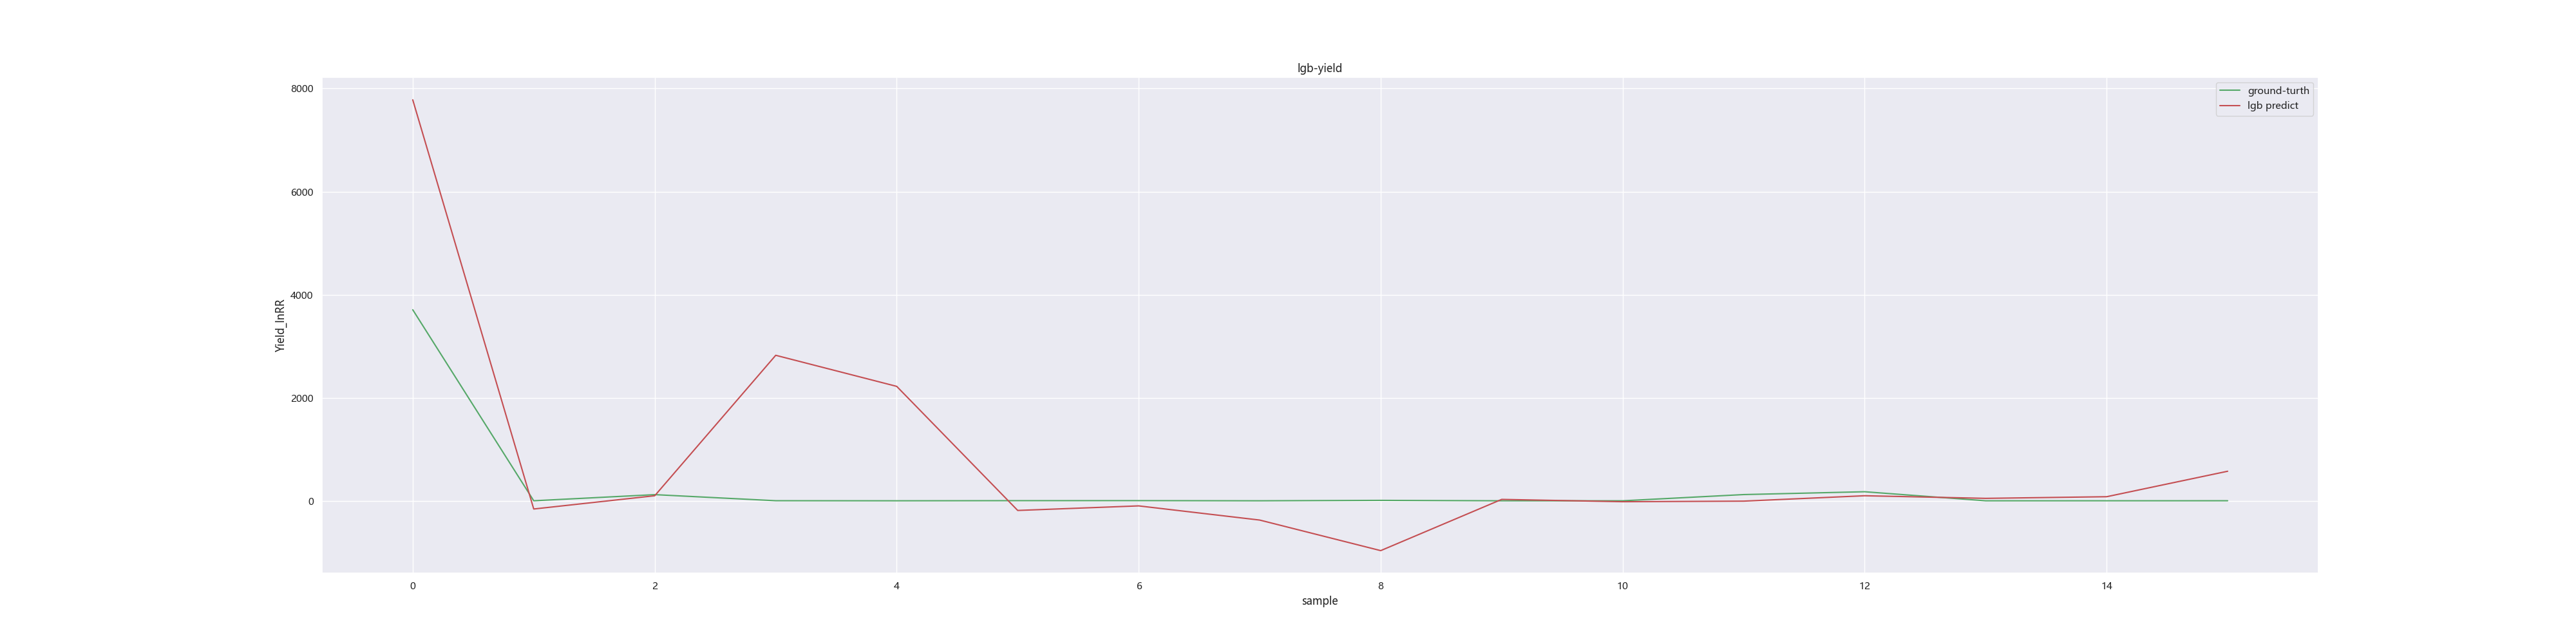 lgb-yield
8000
6000
4000
2000
0
Yield_lnRR
ground-turth
lgb predict
0 2 4 6 8 10 12 14
sample